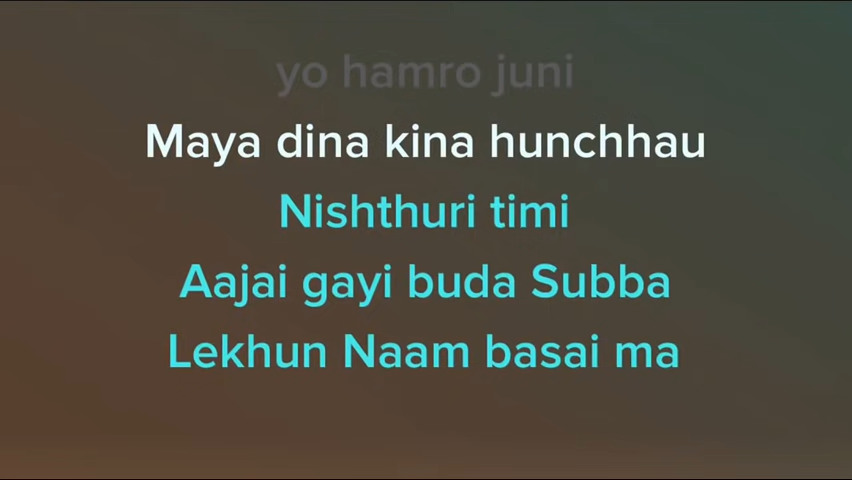 yo hamro juni
Maya dina kina hunchhau
Nishthuri timi
Aajai gayi buda Subba
Lekhun Naam basai ma